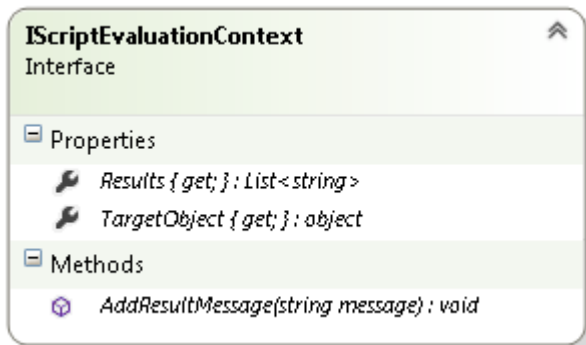 IScriptEvaluationContext
Interface
Properties
Results { get; } : List<string>
TargetObject { get; } : object
Methods
AddResultMessage(string message) : void